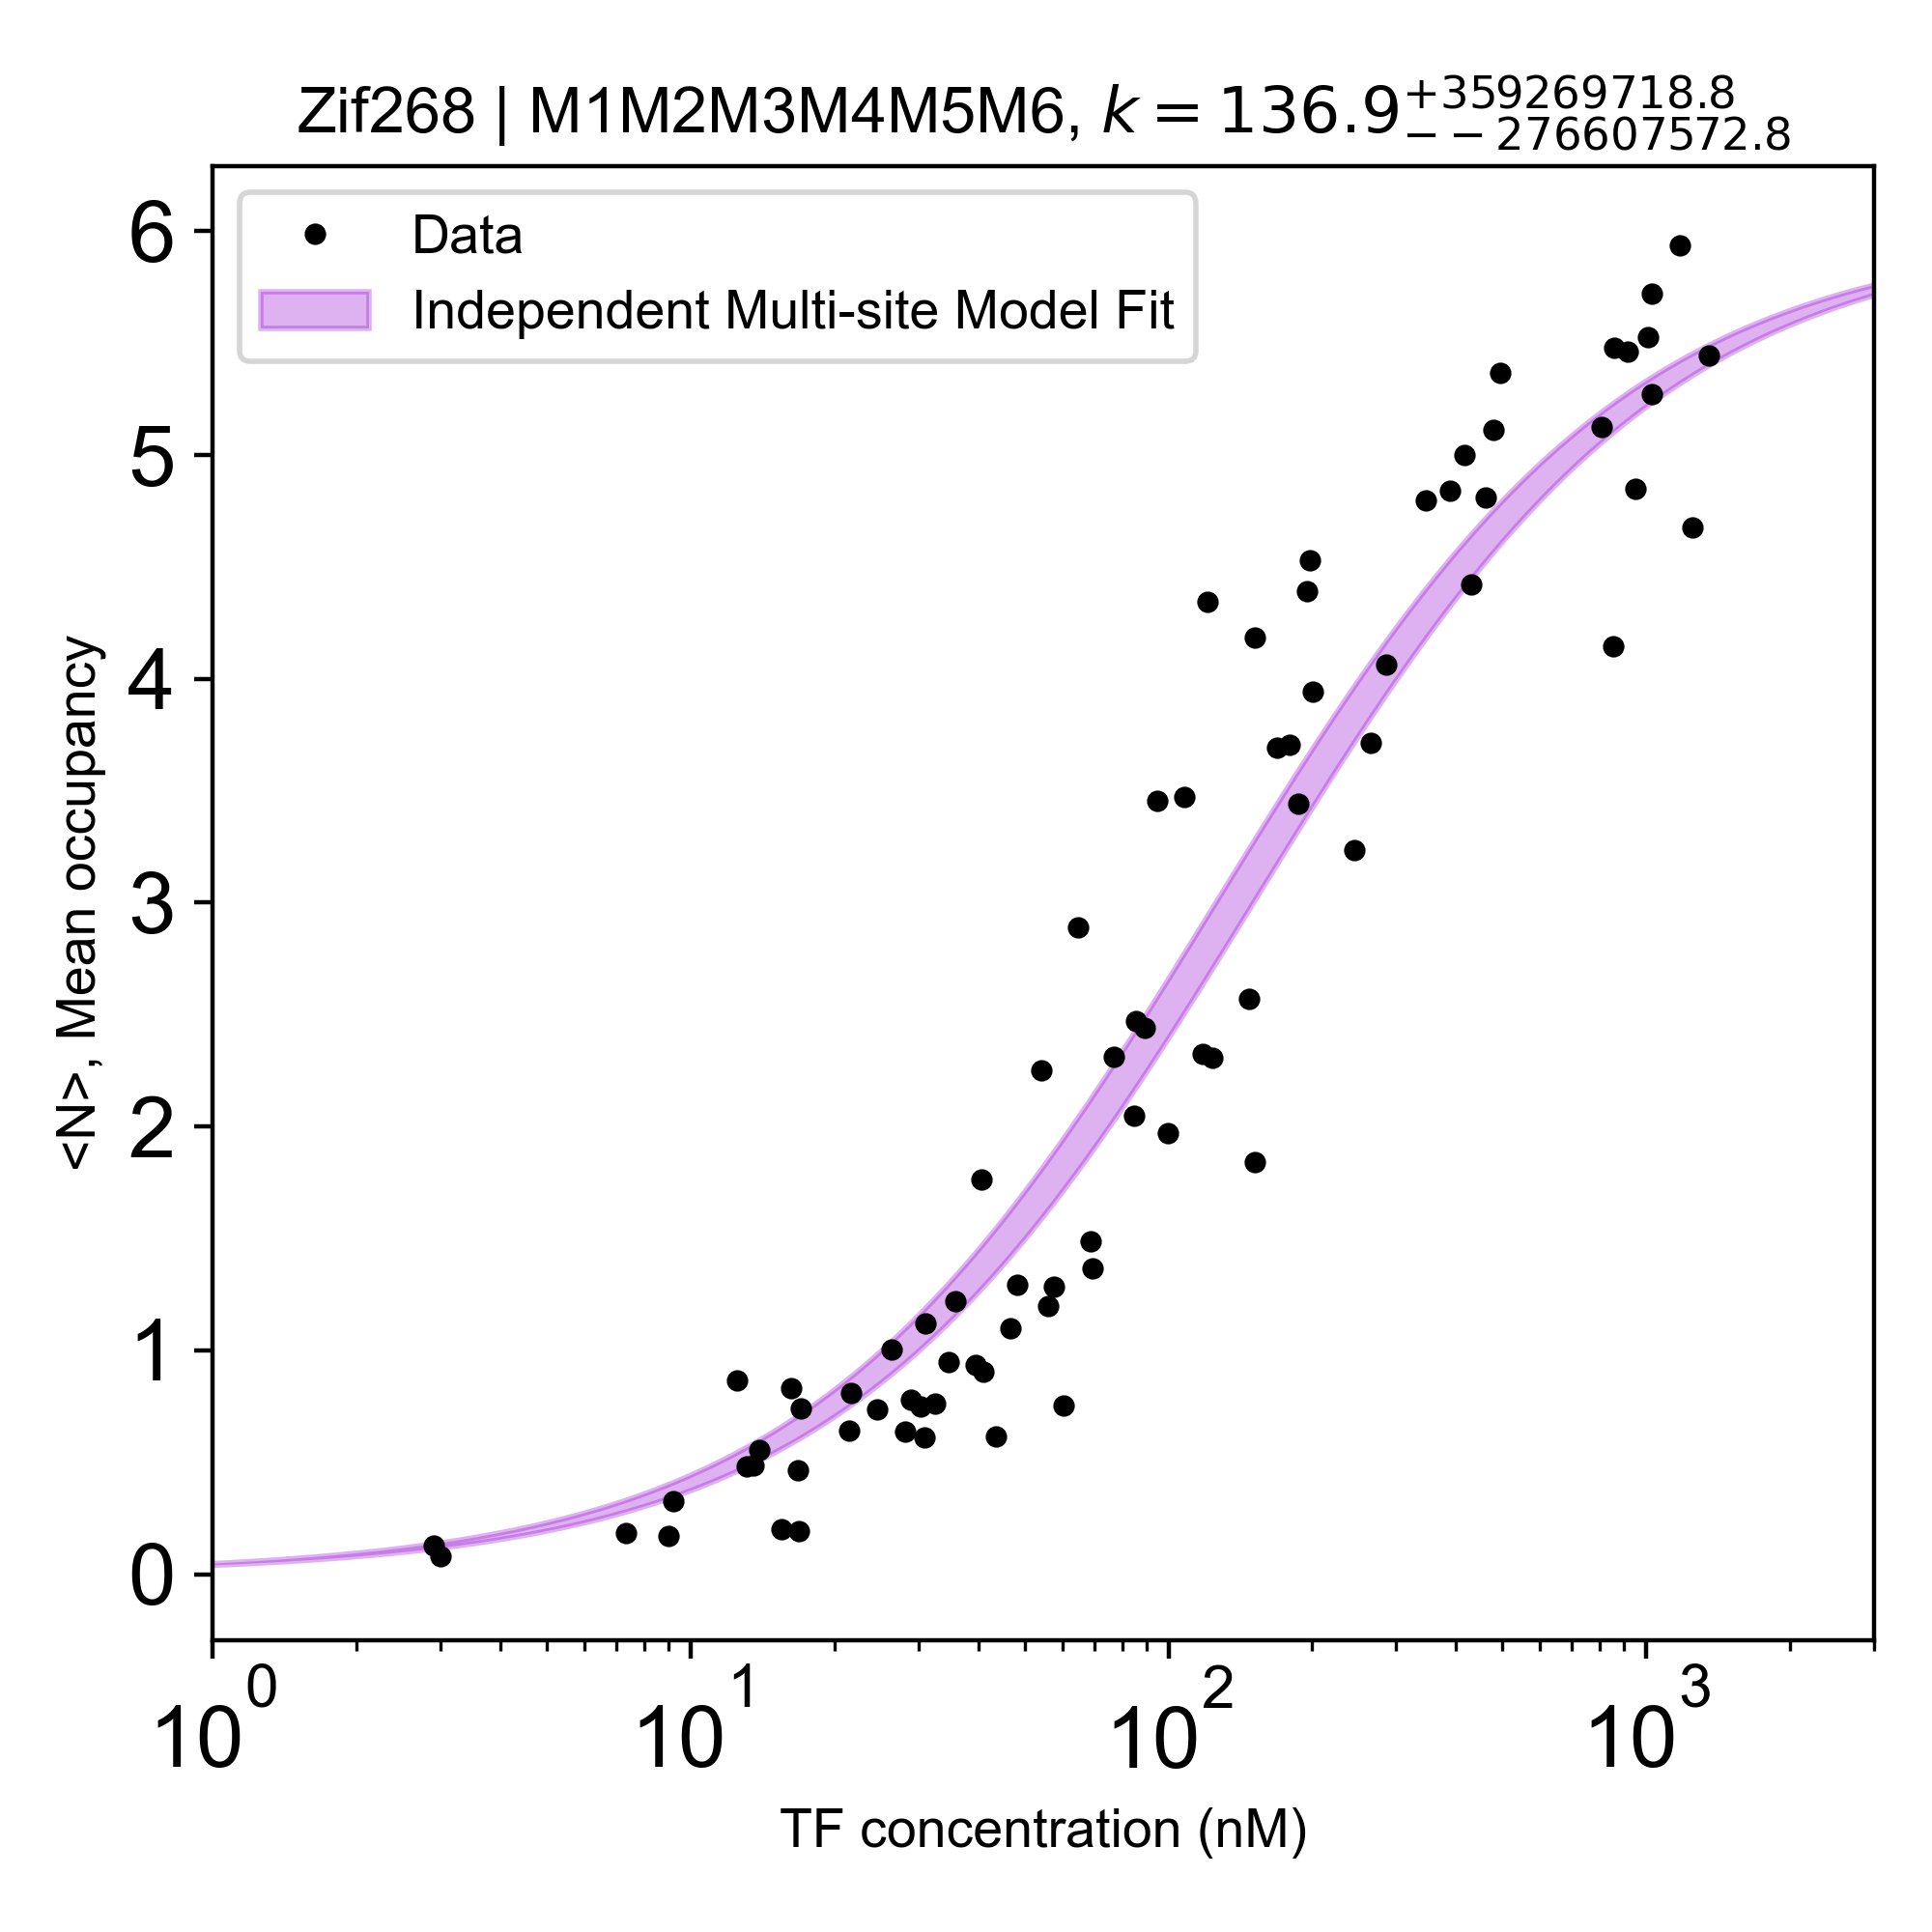 Zif268 | M1M2M3M4M5M6, k = 136.9 +359269718.8 −−276607572.8
Data
Independent Multi-site Model Fit
6
5
4
3
2
1
0
<N>, Mean occupancy
10^0 10^1 10^2 10^3
TF concentration (nM)